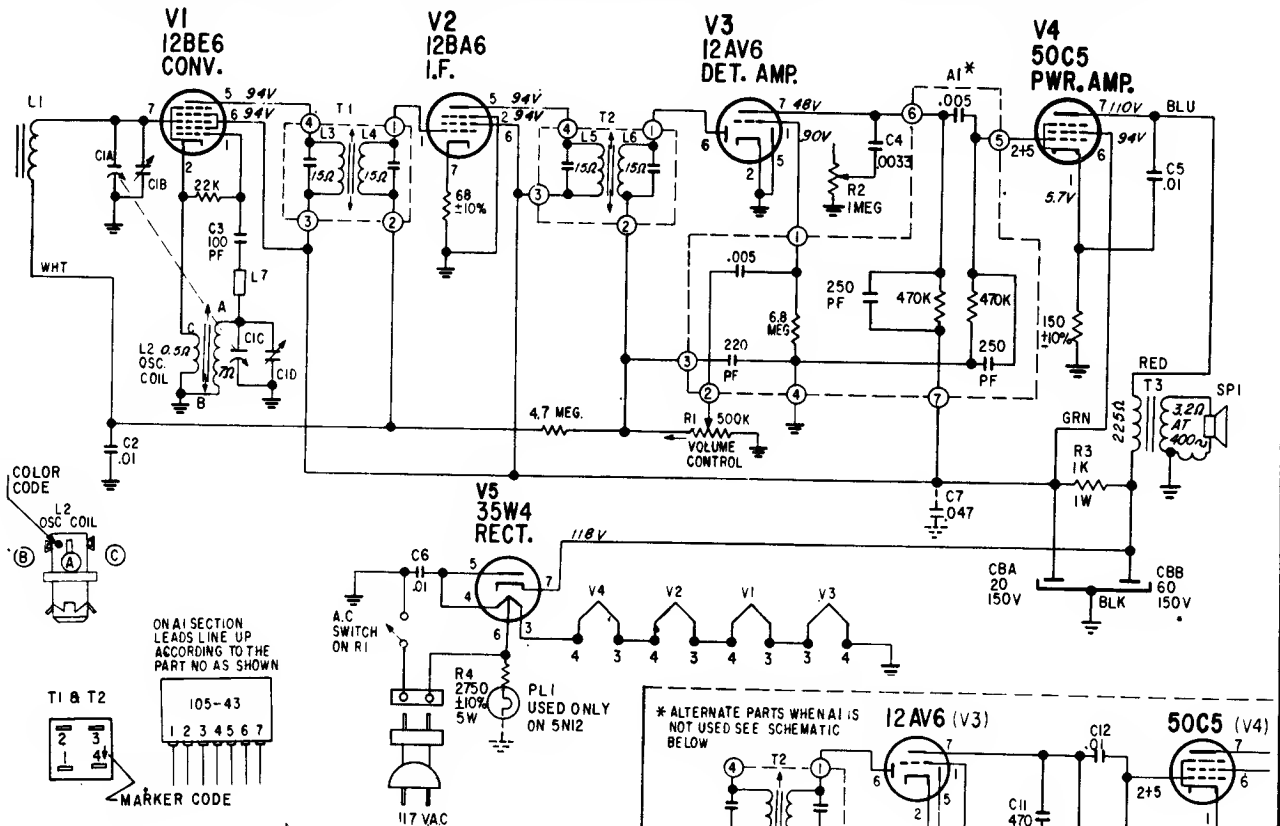 V1
12BE6
CONV.
V2
12BA6
I.F.
V3
12AV6
DET. AMP.
V4
50C5
PWR. AMP.
L1
7
5
94V
6
94V
1
2
C1A
C1B
22K
C3
100
PF
L7
WHT
A
C
B
L2
OSC.
COIL
0.5Ω
7Ω
C1C
C1D
C2
.01
T1
4
L3
L4
1
15Ω
15Ω
3
2
5
94V
2
94V
6
1
7
68
±10%
T2
4
L5
L6
1
15Ω
15Ω
3
2
6
7
48V
1
.90V
2
5
C4
.0033
R2
1 MEG
A1*
6
.005
5
2+5
7
110V
BLU
94V
6
1
5.7V
C5
.01
1
.005
250
PF
470K
470K
6.8
MEG
3
220
PF
250
PF
2
4
7
150
±10%
RED
T3
SP1
225Ω
3.2Ω
AT
400~
GRN
R3
1K
1W
4.7 MEG.
R1
500K
VOLUME
CONTROL
C7
.047
COLOR
CODE
L2
OSC COIL
B
A
C
V5
35W4
RECT.
118V
C6
.01
5
4
7
6
3
A.C
SWITCH
ON R1
R4
2750
±10%
5W
PL1
USED ONLY
ON 5N12
117 VAC
V4
V2
V1
V3
4
3
4
3
4
3
3
4
CBA
20
150V
BLK
CBB
60
150V
ON A1 SECTION
LEADS LINE UP
ACCORDING TO THE
PART NO AS SHOWN
105-43
1 2 3 4 5 6 7
T1 & T2
2
3
1
4
MARKER CODE
* ALTERNATE PARTS WHEN A1 IS
NOT USED SEE SCHEMATIC
BELOW
12AV6 (V3)
50C5 (V4)
T2
4
1
6
7
1
5
2
C12
.01
C11
470
2+5
7
6
1